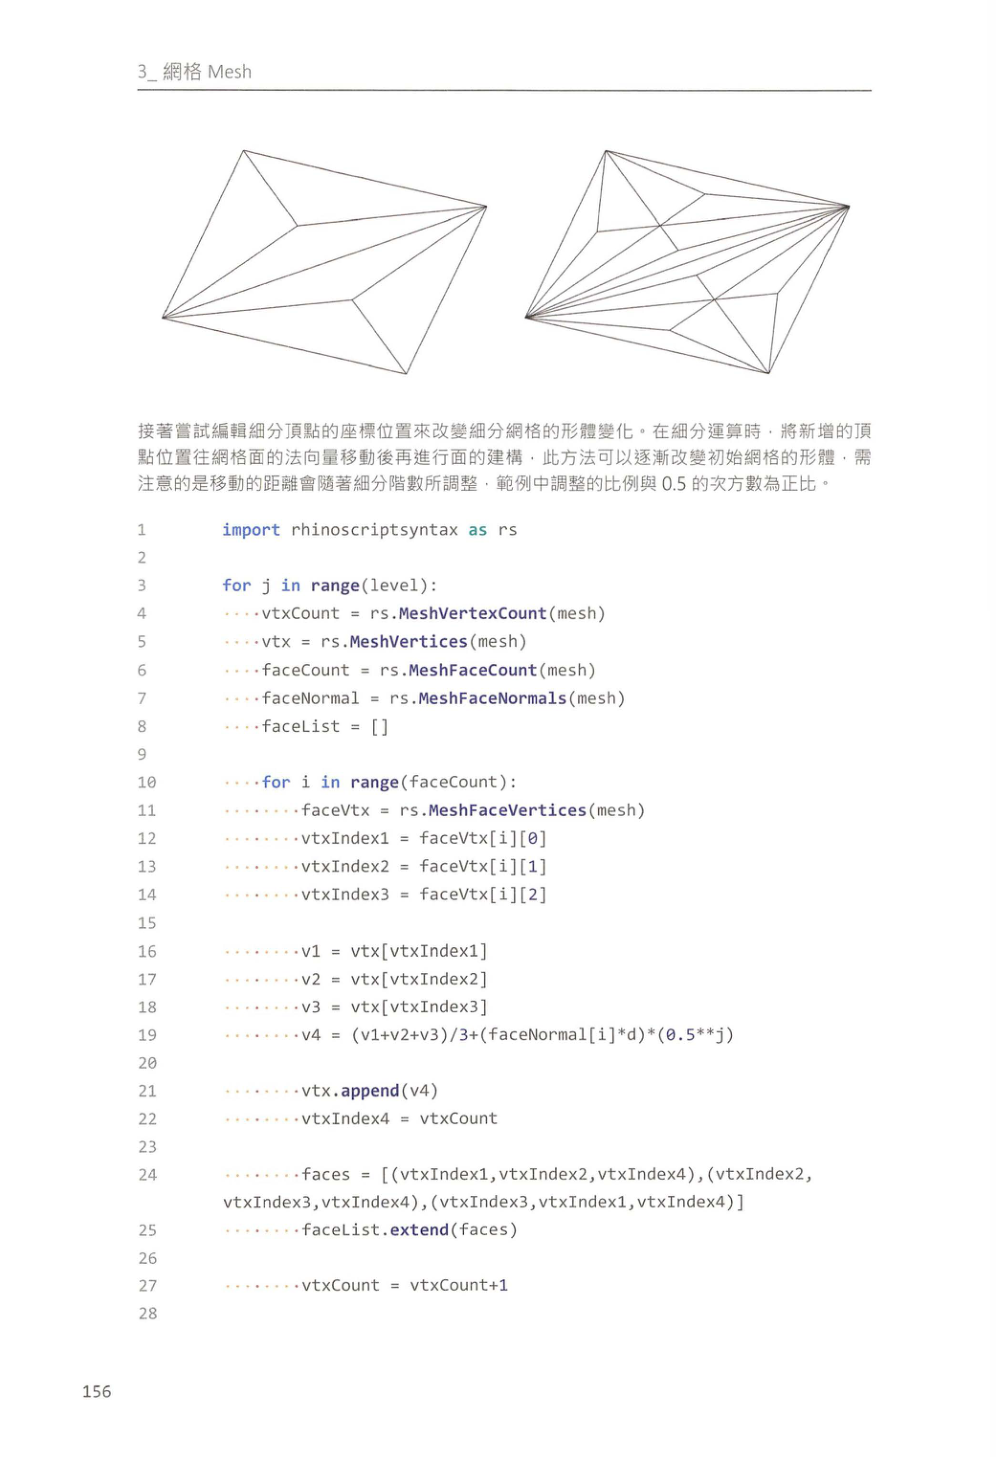 3_ 網格 Mesh
接著嘗試編輯細分頂點的座標位置來改變細分網格的形體變化。在細分運算時，將新增的頂
點位置往網格面的法向量移動後再進行面的建構，此方法可以逐漸改變初始網格的形體，需
注意的是移動的距離會隨著細分階數所調整，範例中調整的比例與 0.5 的次方數為正比。
1 import rhinoscriptsyntax as rs
2
3 for j in range(level):
4 ····vtxCount = rs.MeshVertexCount(mesh)
5 ····vtx = rs.MeshVertices(mesh)
6 ····faceCount = rs.MeshFaceCount(mesh)
7 ····faceNormal = rs.MeshFaceNormals(mesh)
8 ····faceList = []
9
10 ····for i in range(faceCount):
11 ········faceVtx = rs.MeshFaceVertices(mesh)
12 ········vtxIndex1 = faceVtx[i][0]
13 ········vtxIndex2 = faceVtx[i][1]
14 ········vtxIndex3 = faceVtx[i][2]
15
16 ········v1 = vtx[vtxIndex1]
17 ········v2 = vtx[vtxIndex2]
18 ········v3 = vtx[vtxIndex3]
19 ········v4 = (v1+v2+v3)/3+(faceNormal[i]*d)*(0.5**j)
20
21 ········vtx.append(v4)
22 ········vtxIndex4 = vtxCount
23
24 ········faces = [(vtxIndex1,vtxIndex2,vtxIndex4),(vtxIndex2,
vtxIndex3,vtxIndex4),(vtxIndex3,vtxIndex1,vtxIndex4)]
25 ········faceList.extend(faces)
26
27 ········vtxCount = vtxCount+1
28
156